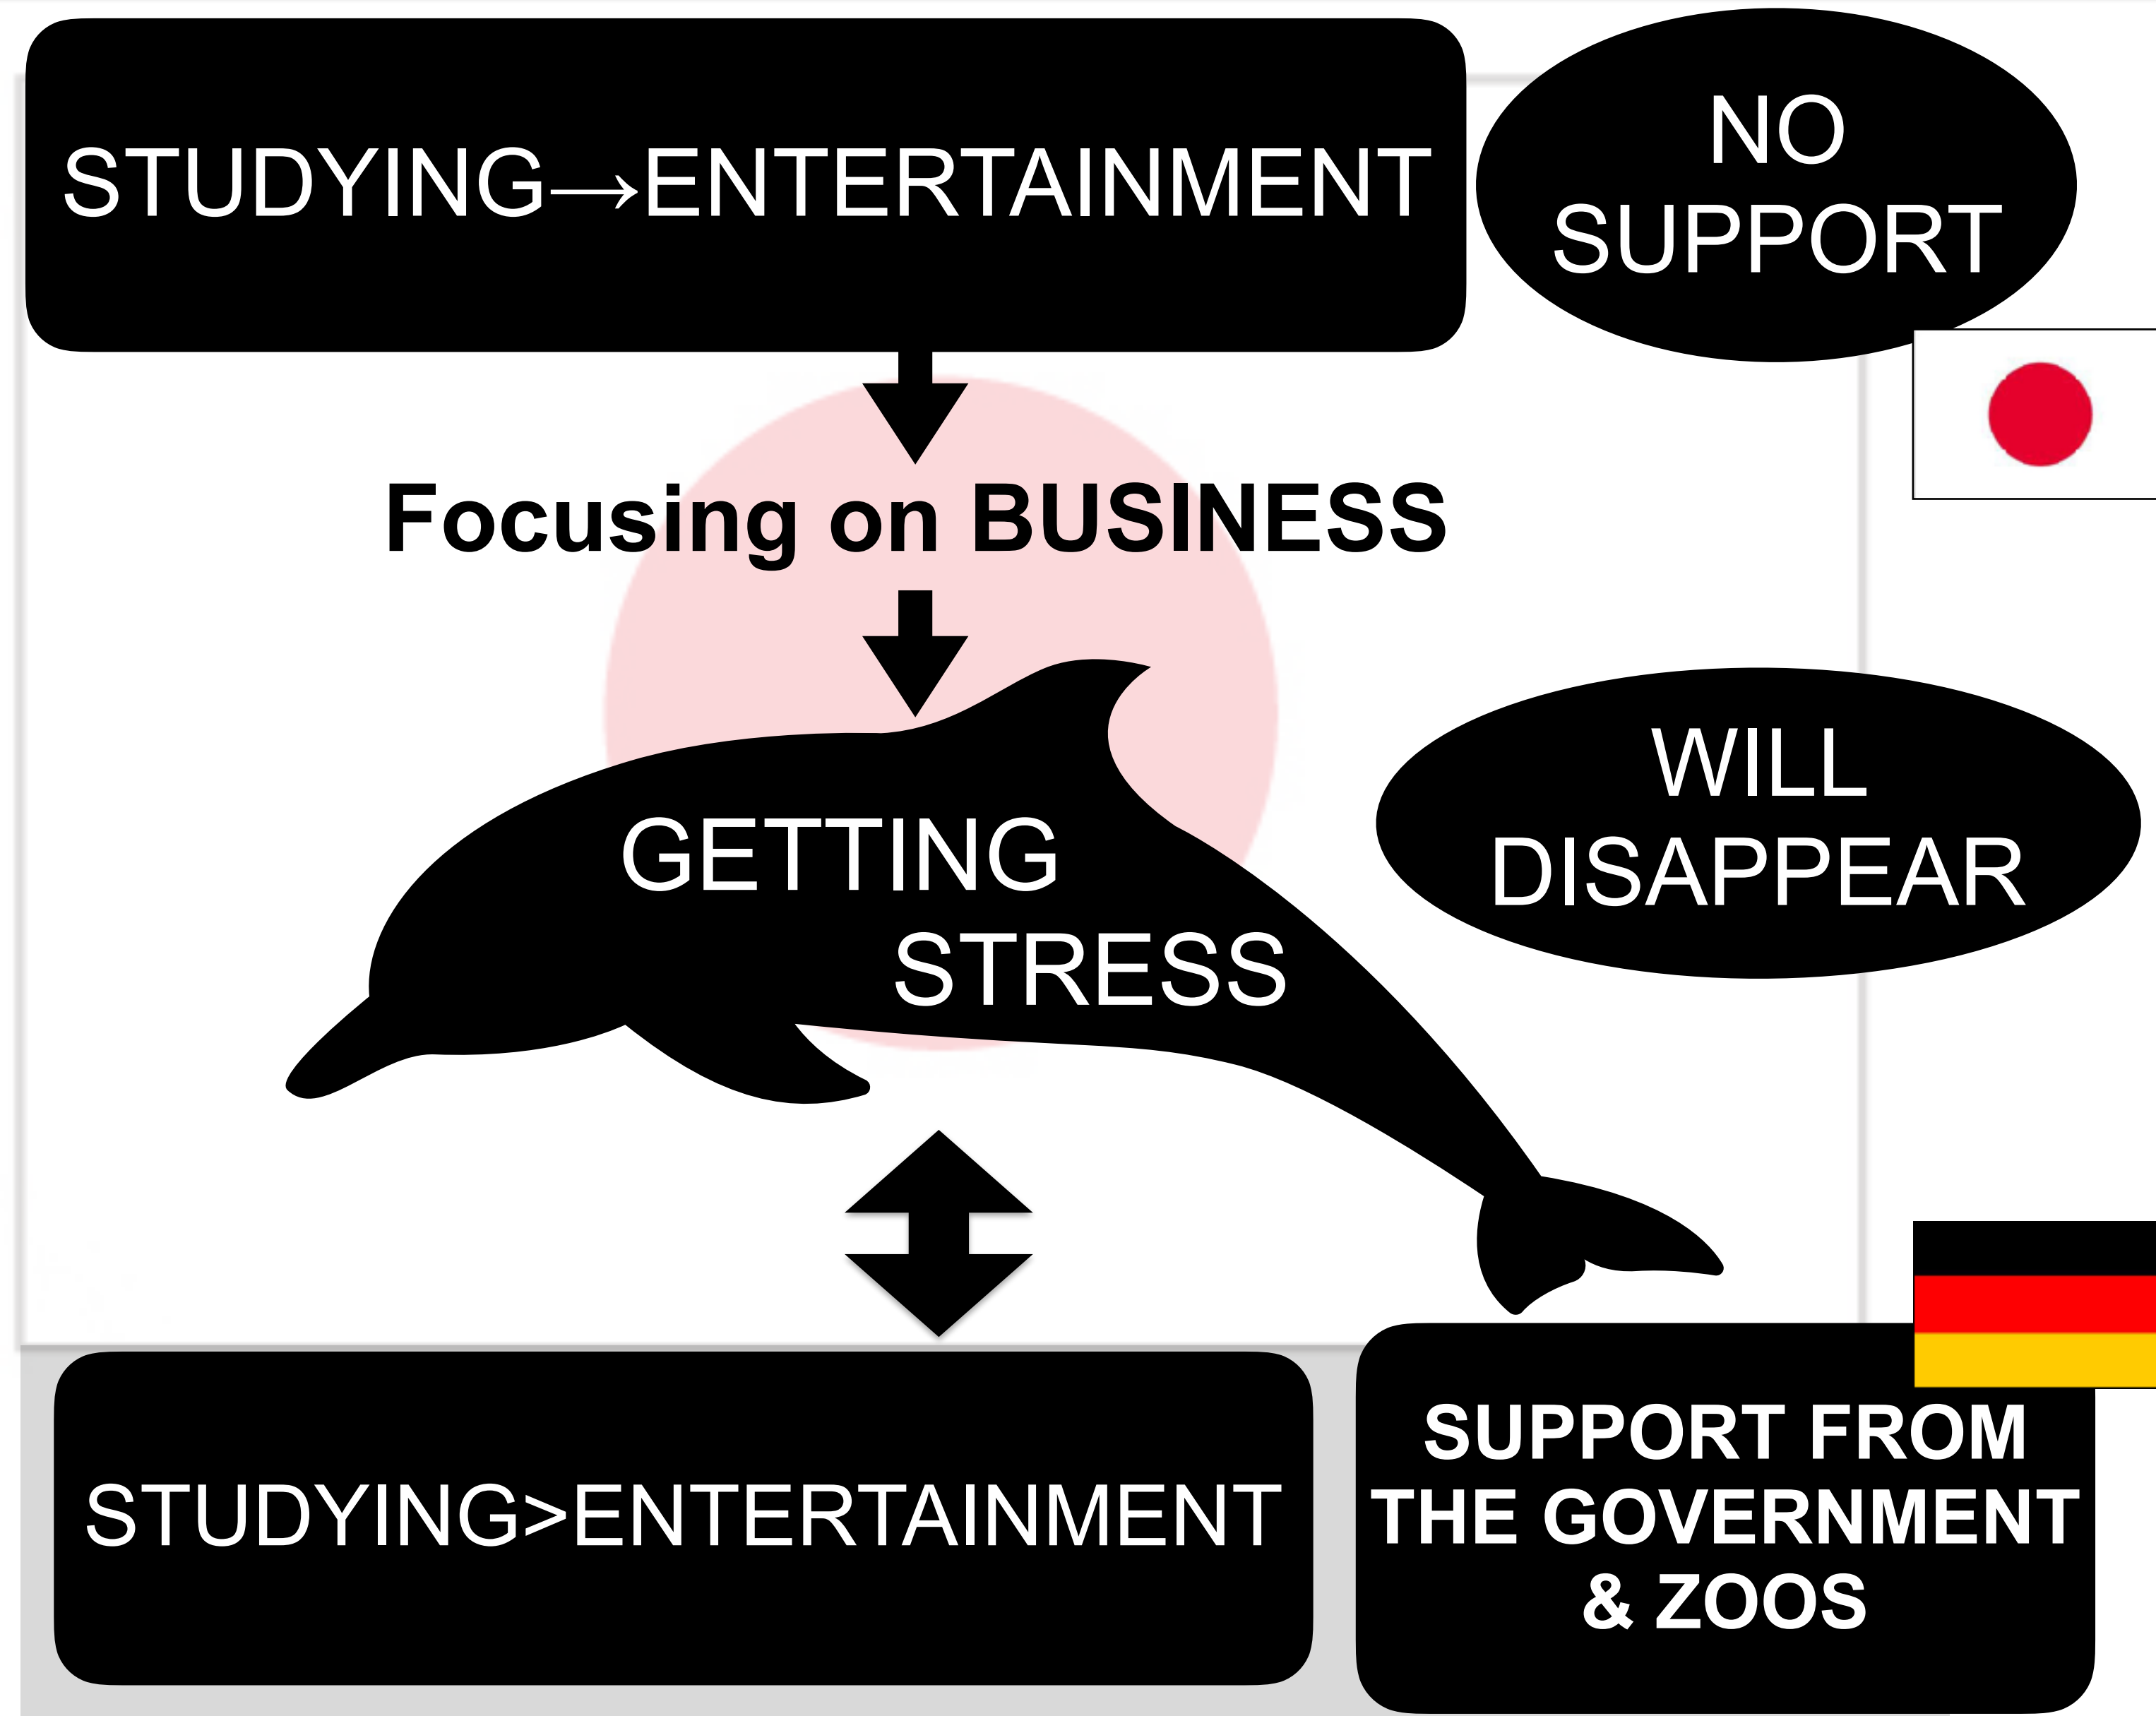 STUDYING→ENTERTAINMENT
NO
SUPPORT
Focusing on BUSINESS
GETTING
STRESS
WILL
DISAPPEAR
STUDYING>ENTERTAINMENT
SUPPORT FROM
THE GOVERNMENT
& ZOOS